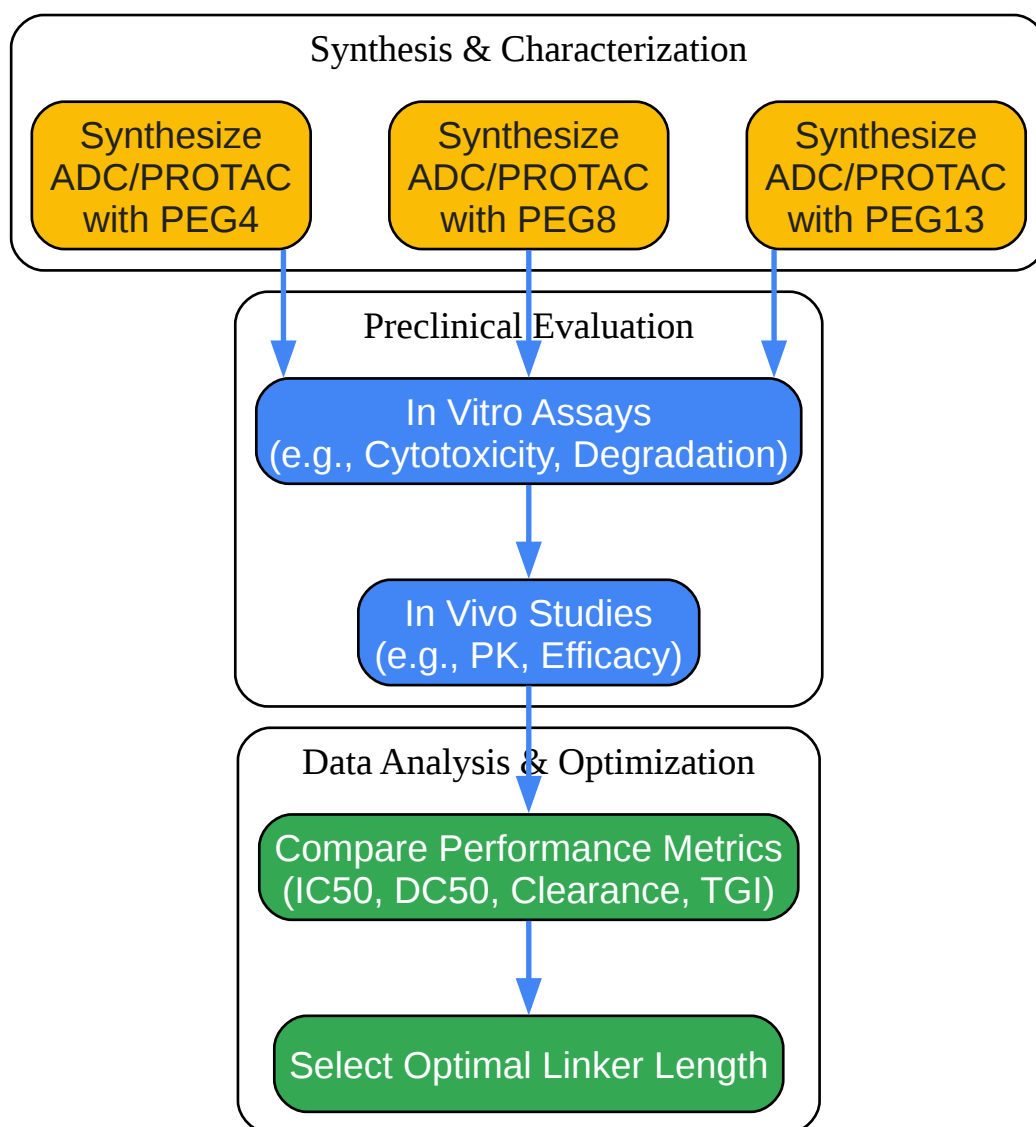 Synthesis & Characterization
Synthesize
ADC/PROTAC
with PEG4
Synthesize
ADC/PROTAC
with PEG8
Synthesize
ADC/PROTAC
with PEG13
Preclinical Evaluation
In Vitro Assays
(e.g., Cytotoxicity, Degradation)
In Vivo Studies
(e.g., PK, Efficacy)
Data Analysis & Optimization
Compare Performance Metrics
(IC50, DC50, Clearance, TGI)
Select Optimal Linker Length